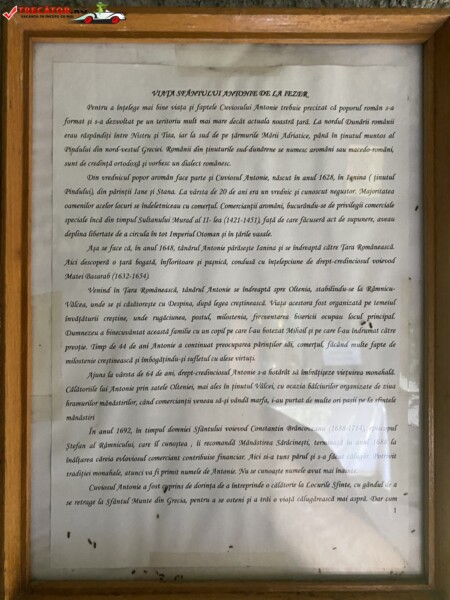 TRECATOR.EU
VACANTA IN POZE CU NOI
VIAȚA SFÂNTULUI ANTONIE DE LA IEZER
Pentru a înțelege mai bine viața și faptele Cuviosului Antonie trebuie precizat că poporul român s-a
format și s-a dezvoltat pe un teritoriu mult mai mare decât actuala noastră țară. La nordul Dunării românii
erau răspândiți între Nistru și Tisa, iar la sud de pe țărmurile Mării Adriatice, până în ținutul muntos al
Pindului din nord-vestul Greciei. Românii din ținuturile sud-dunărene se numesc aromâni sau macedo-români,
sunt de credință ortodoxă și vorbesc un dialect românesc.
Din vrednicul popor aromân face parte și Cuviosul Antonie, născut în 1628, în Ianina ( ținutul
Pindului), din părinții Iane și Stana. La vârsta de 20 de ani era un vrednic și cunoscut negustor. Majoritatea
oamenilor acelor locuri se îndeletniceau cu comerțul. Comercianții aromâni, bucurându-se de privilegii comerciale
speciale încă din timpul Sultanului Murad al II- lea (1421-1451), față de care făcuseră act de supunere, aveau
deplina libertate de a circula în tot Imperiul Otoman și în țările vasale.
Așa se face că, în anul 1648, tânărul Antonie părăsește Ianina și se îndreaptă către Țara Românească.
Aici descoperă o țară bogată, înfloritoare și pașnică, condusă cu înțelepciune de drept-credinciosul voievod
Matei Basarab (1632-1654).
Venind în Țara Românească, tânărul Antonie se îndreaptă spre Oltenia, stabilindu-se la Râmnicu-
Vâlcea, unde se și căsătorește cu Despina, după legea creștinească. Viața acestora fost organizată pe temeiul
învățăturii creștine, unde rugăciunea, postul, milostenia, frecventarea bisericii ocupau locul principal.
Dumnezeu a binecuvântat această familie cu un copil pe care l-au botezat Mihail și pe care l-au îndrumat către
preoție. Timp de 44 de ani Antonie a continuat preocuparea părinților săi, comerțul, făcând multe fapte de
milostenie creștinească și îmbogățindu-și sufletul cu alese virtuți.
Ajuns la vârsta de 64 de ani, drept-credinciosul Antonie s-a hotărât să îmbrățișeze viețuirea monahală.
Călătoriile lui Antonie prin satele Olteniei, mai ales în ținutul Vâlcii, cu ocazia bâlciurilor organizate de ziua
hramurilor mănăstirilor, când comercianții veneau să-și vândă marfa, i-au purtat de multe ori pașii pe la sfintele
mănăstiri
În anul 1692, în timpul domniei Sfântului voievod Constantin Brâncoveanu (1688-1714), episcopul
Ștefan al Râmnicului, care îl cunoștea , îi recomandă Mănăstirea Sărăcinești, terminată în anul 1688 la
înălțarea căreia evlaviosul comerciant contribuise financiar. Aici și-a tuns părul și s-a făcut călugăr. Potrivit
tradiției monahale, atunci va fi primit numele de Antonie. Nu se cunoaște numele avut mai înainte.
Cuviosul Antonie a fost cuprins de dorința de a întreprinde o călătorie la Locurile Sfinte, cu gândul de a
se retrage la Sfântul Munte din Grecia, pentru a se osteni și a trăi o viață călugărească mai aspră. Dar cum
1